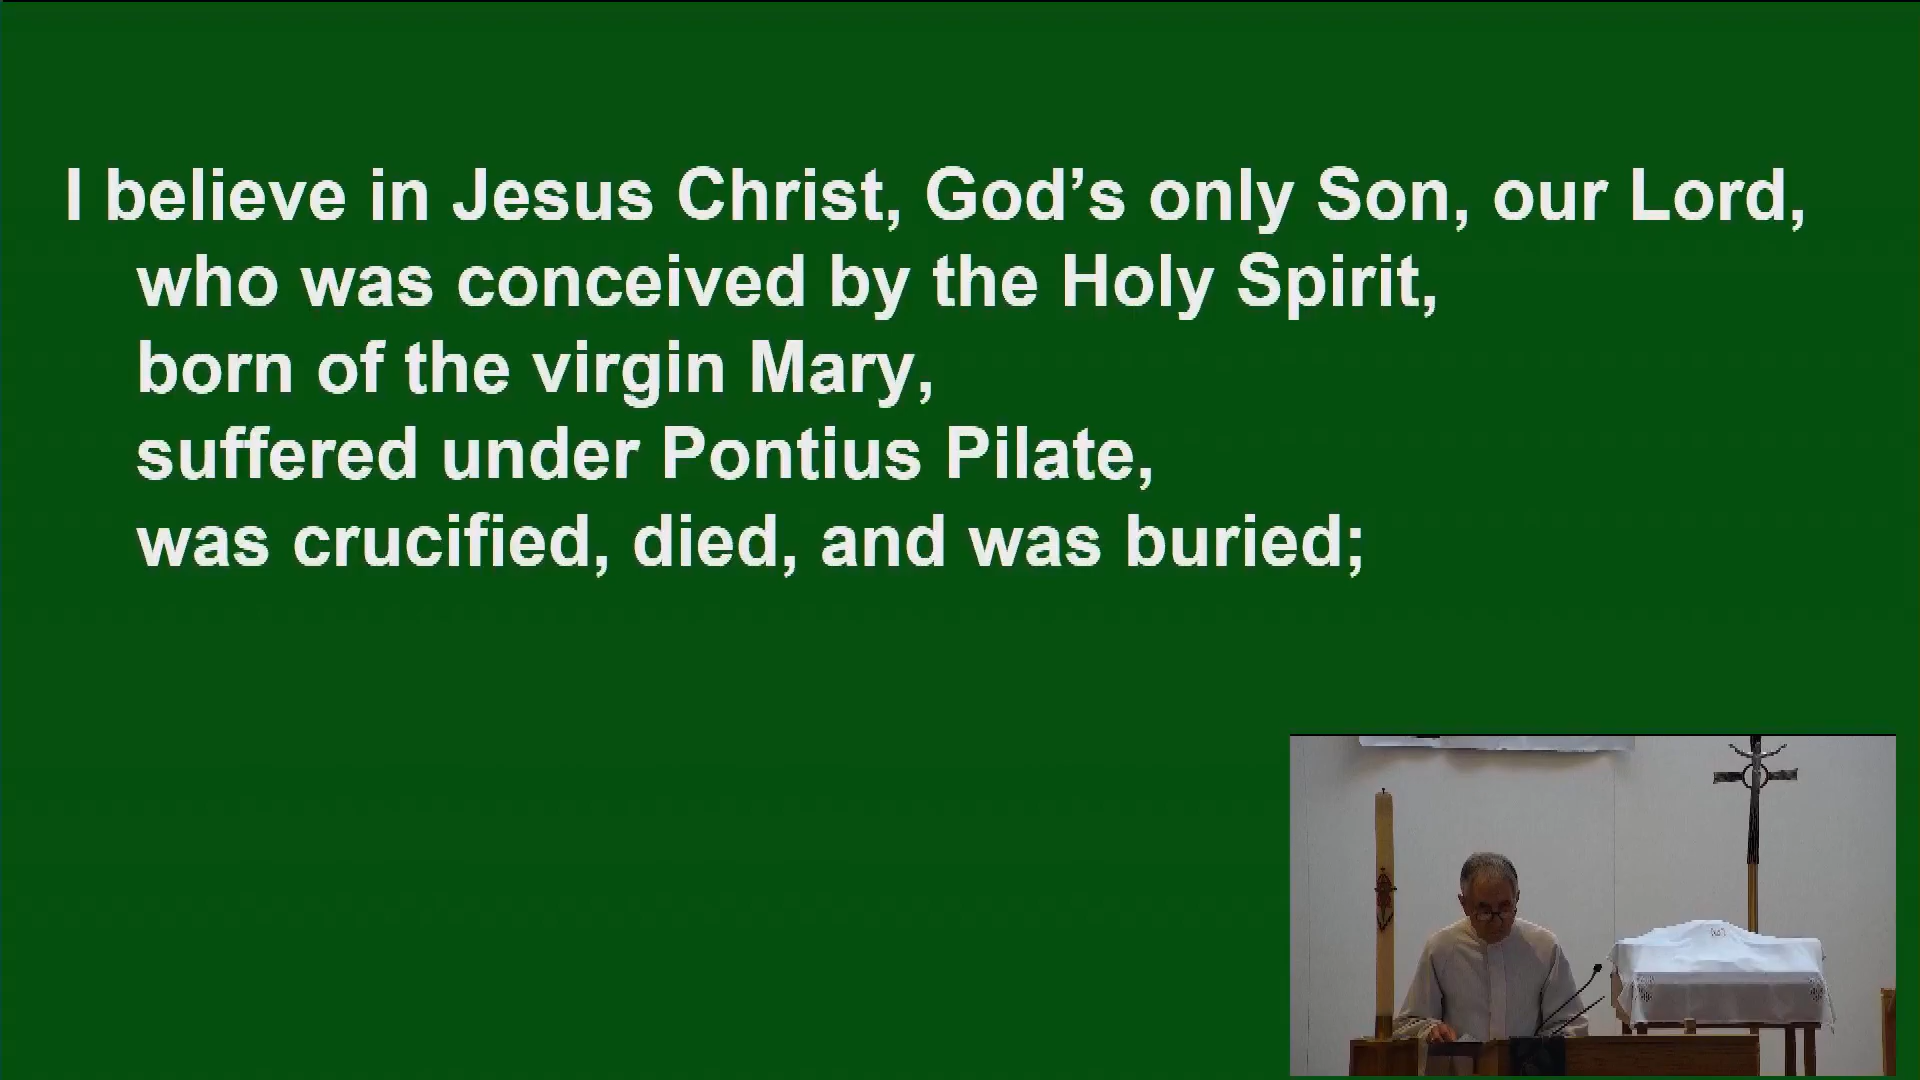 I believe in Jesus Christ, God’s only Son, our Lord,
who was conceived by the Holy Spirit,
born of the virgin Mary,
suffered under Pontius Pilate,
was crucified, died, and was buried;